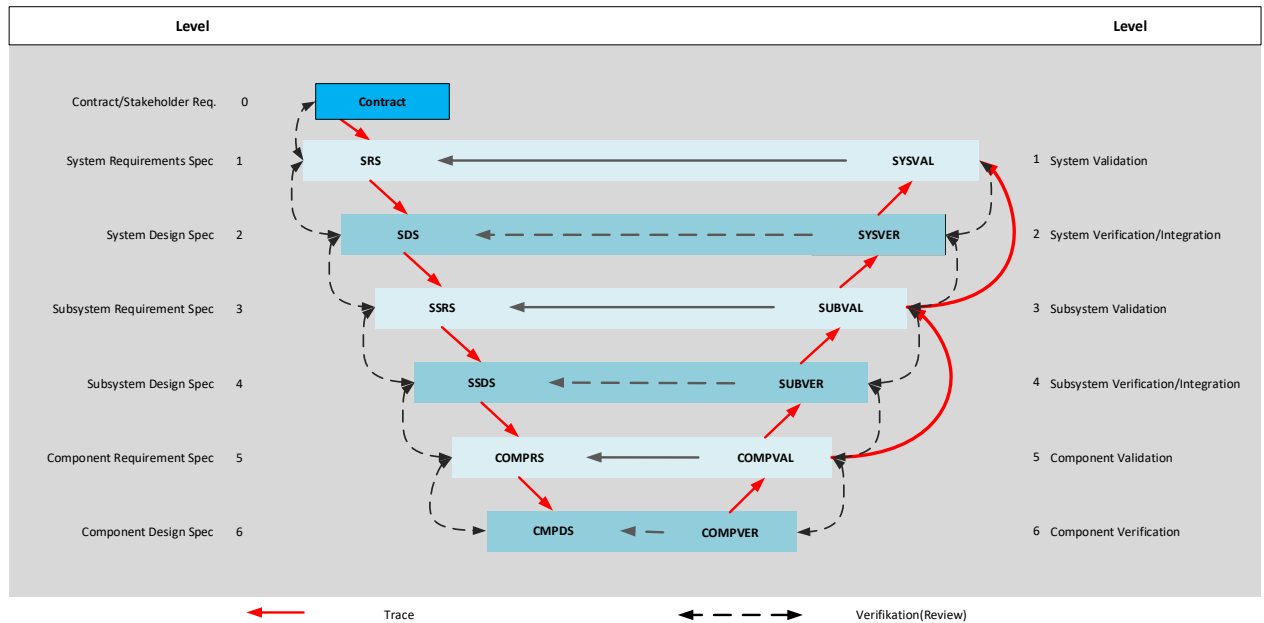 Level Level
Contract/Stakeholder Req. 0 Contract
System Requirements Spec 1 SRS SYSVAL 1 System Validation
System Design Spec 2 SDS SYSVER 2 System Verification/Integration
Subsystem Requirement Spec 3 SSRS SUBVAL 3 Subsystem Validation
Subsystem Design Spec 4 SSDS SUBVER 4 Subsystem Verification/Integration
Component Requirement Spec 5 COMPRS COMPVAL 5 Component Validation
Component Design Spec 6 CMPDS COMPVER 6 Component Verification
Trace Verifikation(Review)